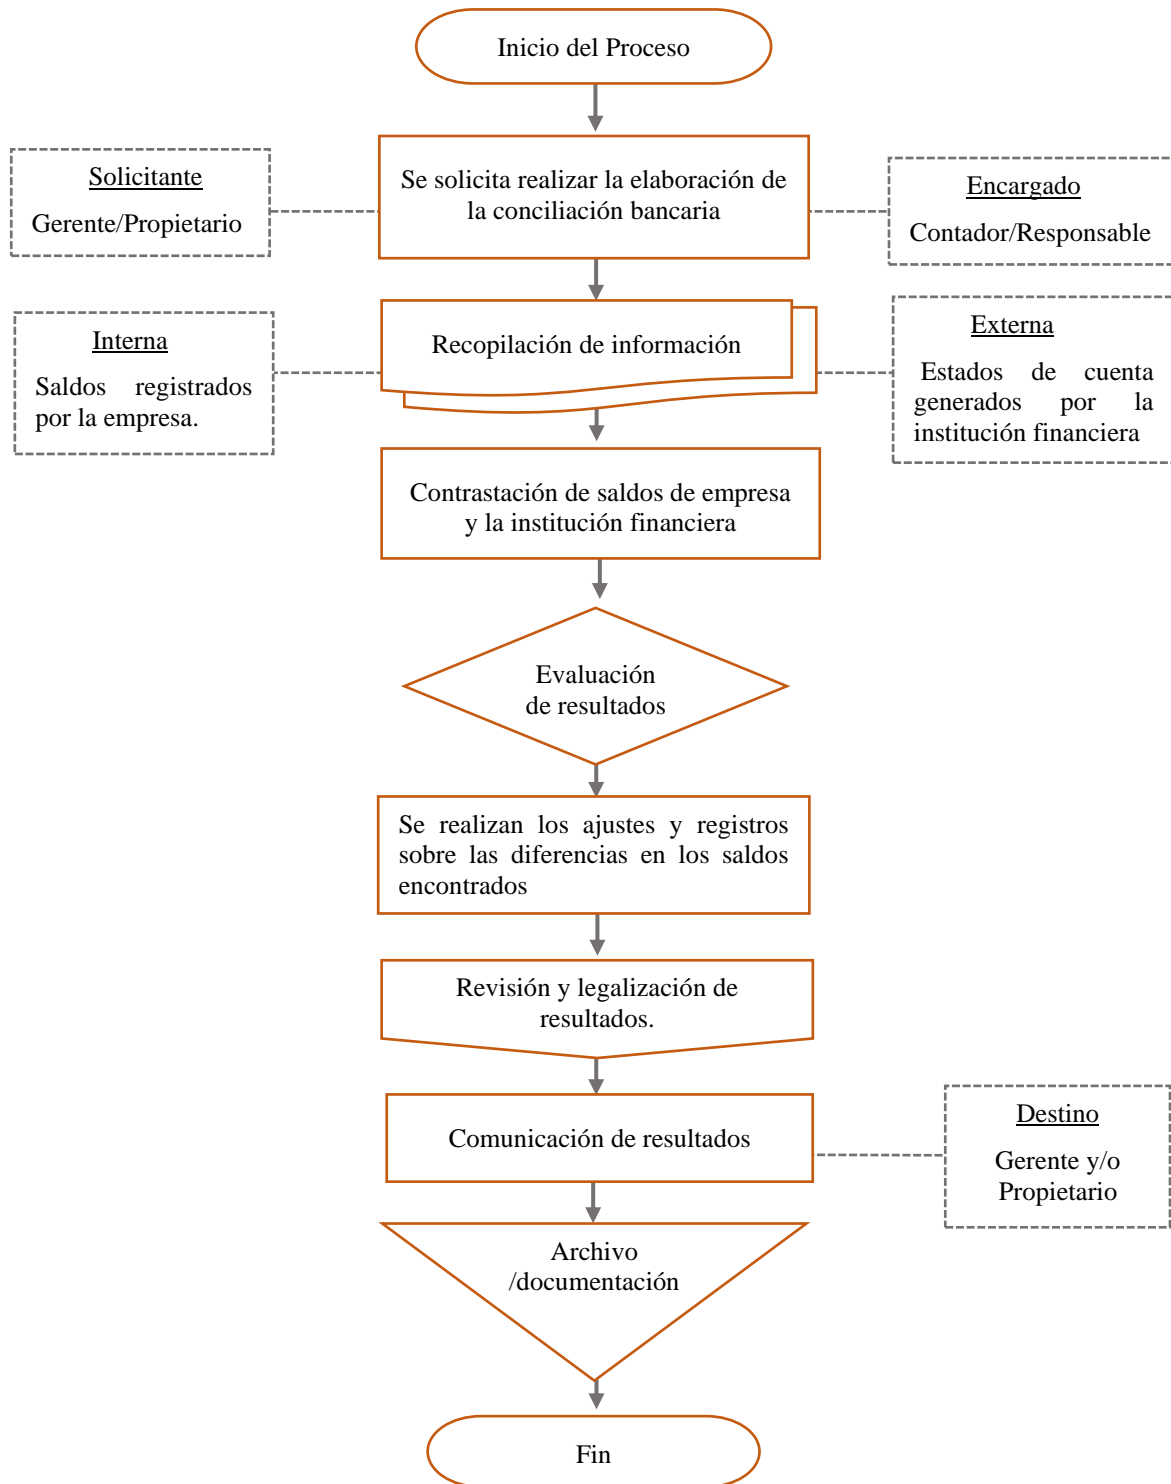 Inicio del Proceso
Solicitante
Gerente/Propietario
Se solicita realizar la elaboración de
la conciliación bancaria
Encargado
Contador/Responsable
Interna
Saldos registrados
por la empresa.
Recopilación de información
Externa
Estados de cuenta
generados por la
institución financiera
Contrastación de saldos de empresa
y la institución financiera
Evaluación
de resultados
Se realizan los ajustes y registros
sobre las diferencias en los saldos
encontrados
Revisión y legalización de
resultados.
Comunicación de resultados
Destino
Gerente y/o
Propietario
Archivo
/documentación
Fin